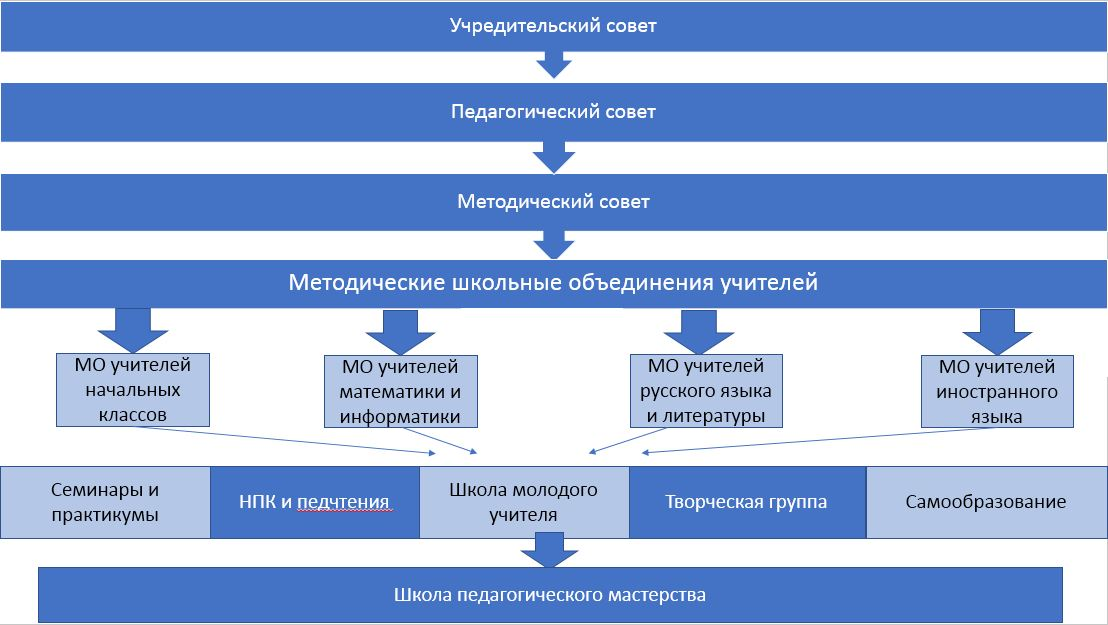 Учредительский совет
Педагогический совет
Методический совет
Методические школьные объединения учителей
МО учителей
начальных
классов
МО учителей
математики и
информатики
МО учителей
русского языка
и литературы
МО учителей
иностранного
языка
Семинары и
практикумы
НПК и педчтения
Школа молодого
учителя
Творческая группа
Самообразование
Школа педагогического мастерства